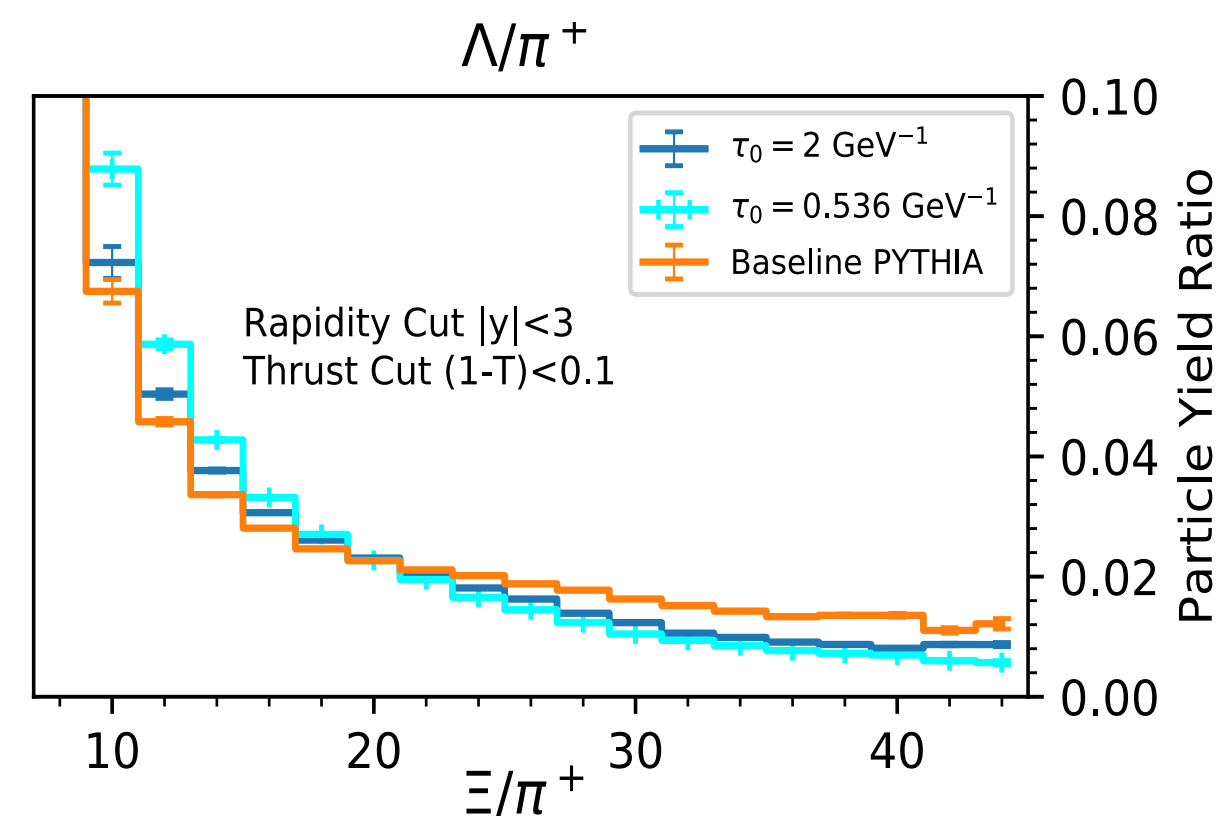 Λ/π⁺
τ₀ = 2 GeV⁻¹
τ₀ = 0.536 GeV⁻¹
Baseline PYTHIA
Rapidity Cut |y|<3
Thrust Cut (1-T)<0.1
0.10
0.08
0.06
0.04
0.02
0.00
Particle Yield Ratio
10
20
30
40
Ξ/π⁺